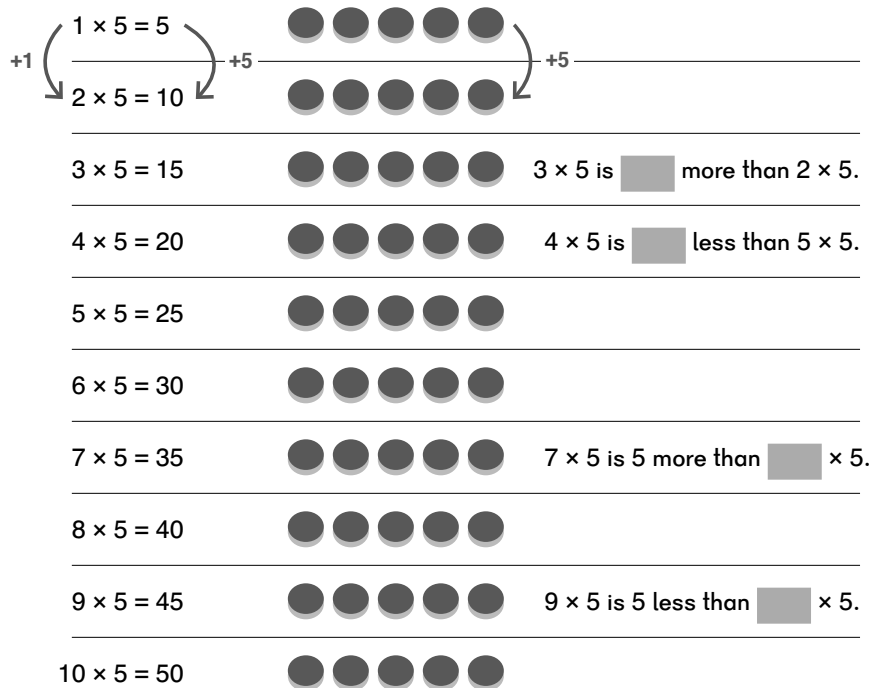 1 × 5 = 5
+1 +5 +5
2 × 5 = 10
3 × 5 = 15 3 × 5 is more than 2 × 5.
4 × 5 = 20 4 × 5 is less than 5 × 5.
5 × 5 = 25
6 × 5 = 30
7 × 5 = 35 7 × 5 is 5 more than × 5.
8 × 5 = 40
9 × 5 = 45 9 × 5 is 5 less than × 5.
10 × 5 = 50